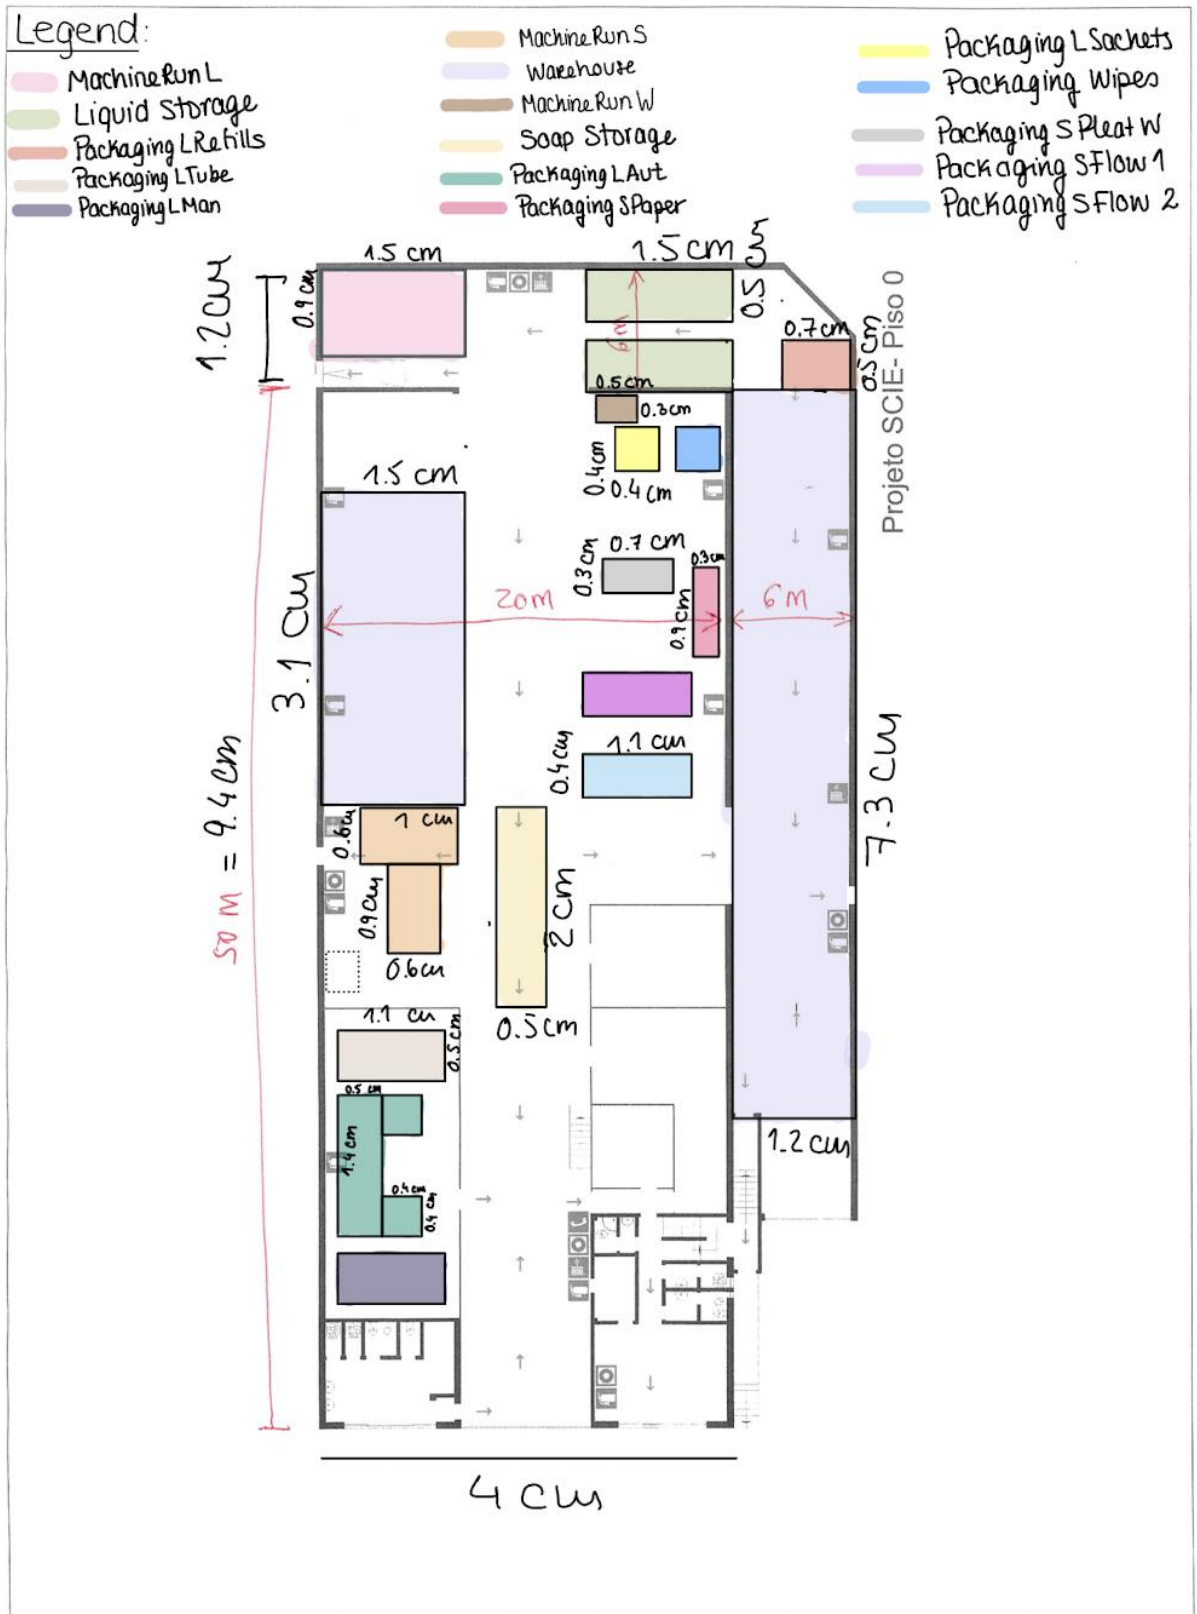 Legend:
Machine Run L
Liquid Storage
Packaging L Refills
Packaging L Tube
Packaging L Man
Machine Run S
Warehouse
Machine Run W
Soap Storage
Packaging L Aut
Packaging S Paper
Packaging L Sachets
Packaging Wipes
Packaging S Pleat W
Packaging S Flow 1
Packaging S Flow 2
1.5 cm
1.5 cm
1.2 cm
0.9 cm
0.5 cm
6m
0.7 cm
0.5 cm
Projeto SCIE- Piso 0
0.5 cm
0.3 cm
0.4 cm
0.4 cm
1.5 cm
0.7 cm
0.3 cm
0.3 cm
0.9 cm
20m
6 m
3.1 cm
1.1 cm
0.4 cm
7.3 cm
50 m = 9.4 cm
1 cm
0.6 cm
0.9 cm
0.6 cm
2 cm
0.5 cm
1.1 cm
0.5 cm
0.5 cm
1.4 cm
0.4 cm
0.4 cm
1.2 cm
4 cm